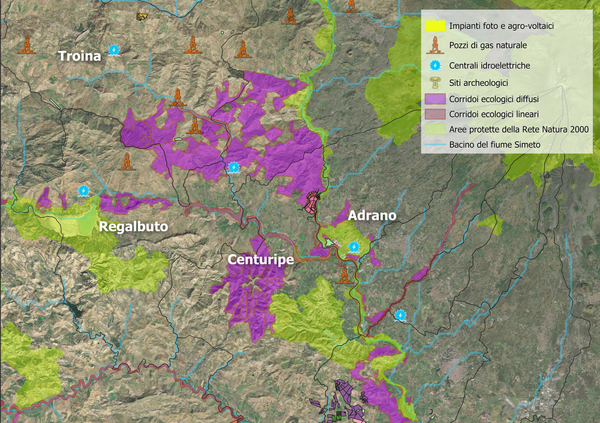 Impianti foto e agro-voltaici
Pozzi di gas naturale
Centrali idroelettriche
Siti archeologici
Corridoi ecologici diffusi
Corridoi ecologici lineari
Aree protette della Rete Natura 2000
Bacino del fiume Simeto
Troina
Adrano
Regalbuto
Centuripe